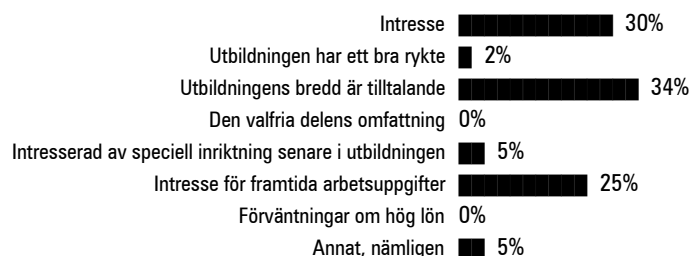 Intresse 30%
Utbildningen har ett bra rykte 2%
Utbildningens bredd är tilltalande 34%
Den valfria delens omfattning 0%
Intresserad av speciell inriktning senare i utbildningen 5%
Intresse för framtida arbetsuppgifter 25%
Förväntningar om hög lön 0%
Annat, nämligen 5%